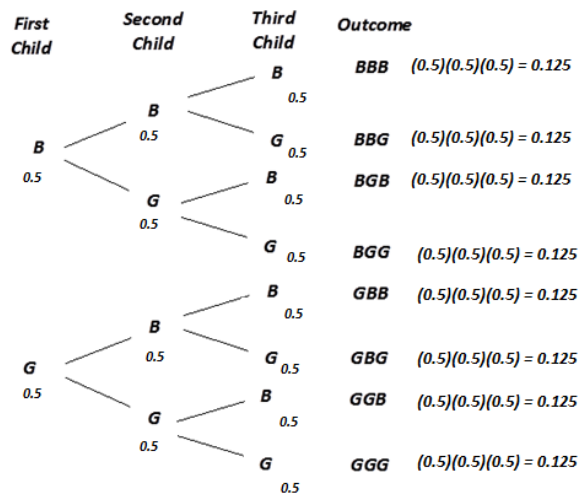 First Child Second Child Third Child Outcome
B 0.5 BBB (0.5)(0.5)(0.5) = 0.125
B 0.5
G 0.5 BBG (0.5)(0.5)(0.5) = 0.125
B 0.5
B 0.5 BGB (0.5)(0.5)(0.5) = 0.125
G 0.5
G 0.5 BGG (0.5)(0.5)(0.5) = 0.125
B 0.5 GBB (0.5)(0.5)(0.5) = 0.125
B 0.5
G 0.5 GBG (0.5)(0.5)(0.5) = 0.125
G 0.5
B 0.5 GGB (0.5)(0.5)(0.5) = 0.125
G 0.5
G 0.5 GGG (0.5)(0.5)(0.5) = 0.125